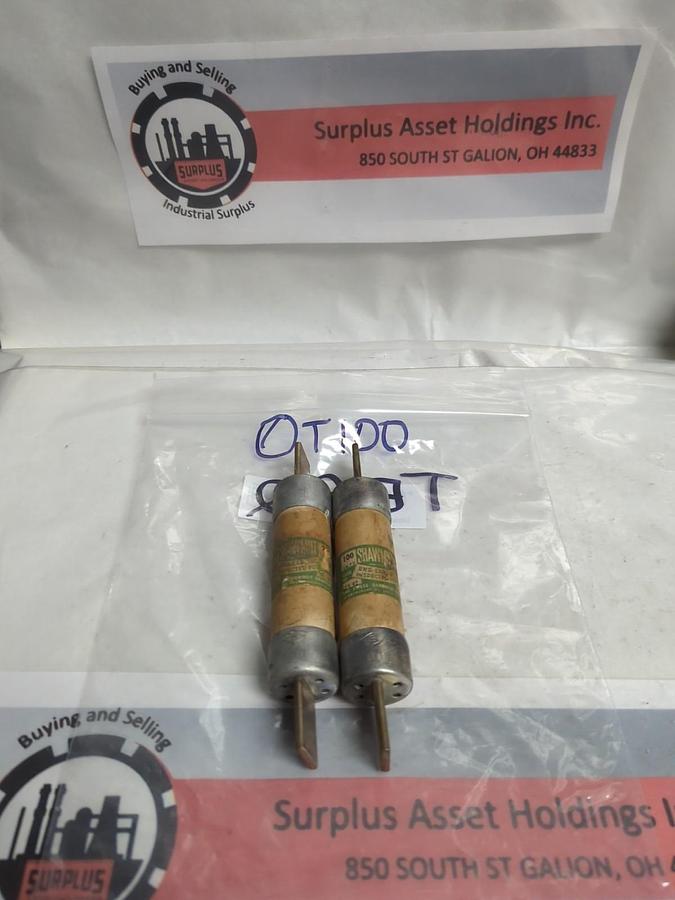 Buying and Selling
Surplus Asset Holdings Inc.
850 SOUTH ST GALION, OH 44833
SURPLUS
Industrial Surplus
OT100
T
100
SHAWMUT
Buying and Selling
Surplus Asset Holdings
850 SOUTH ST GALION, OH
SURPLUS